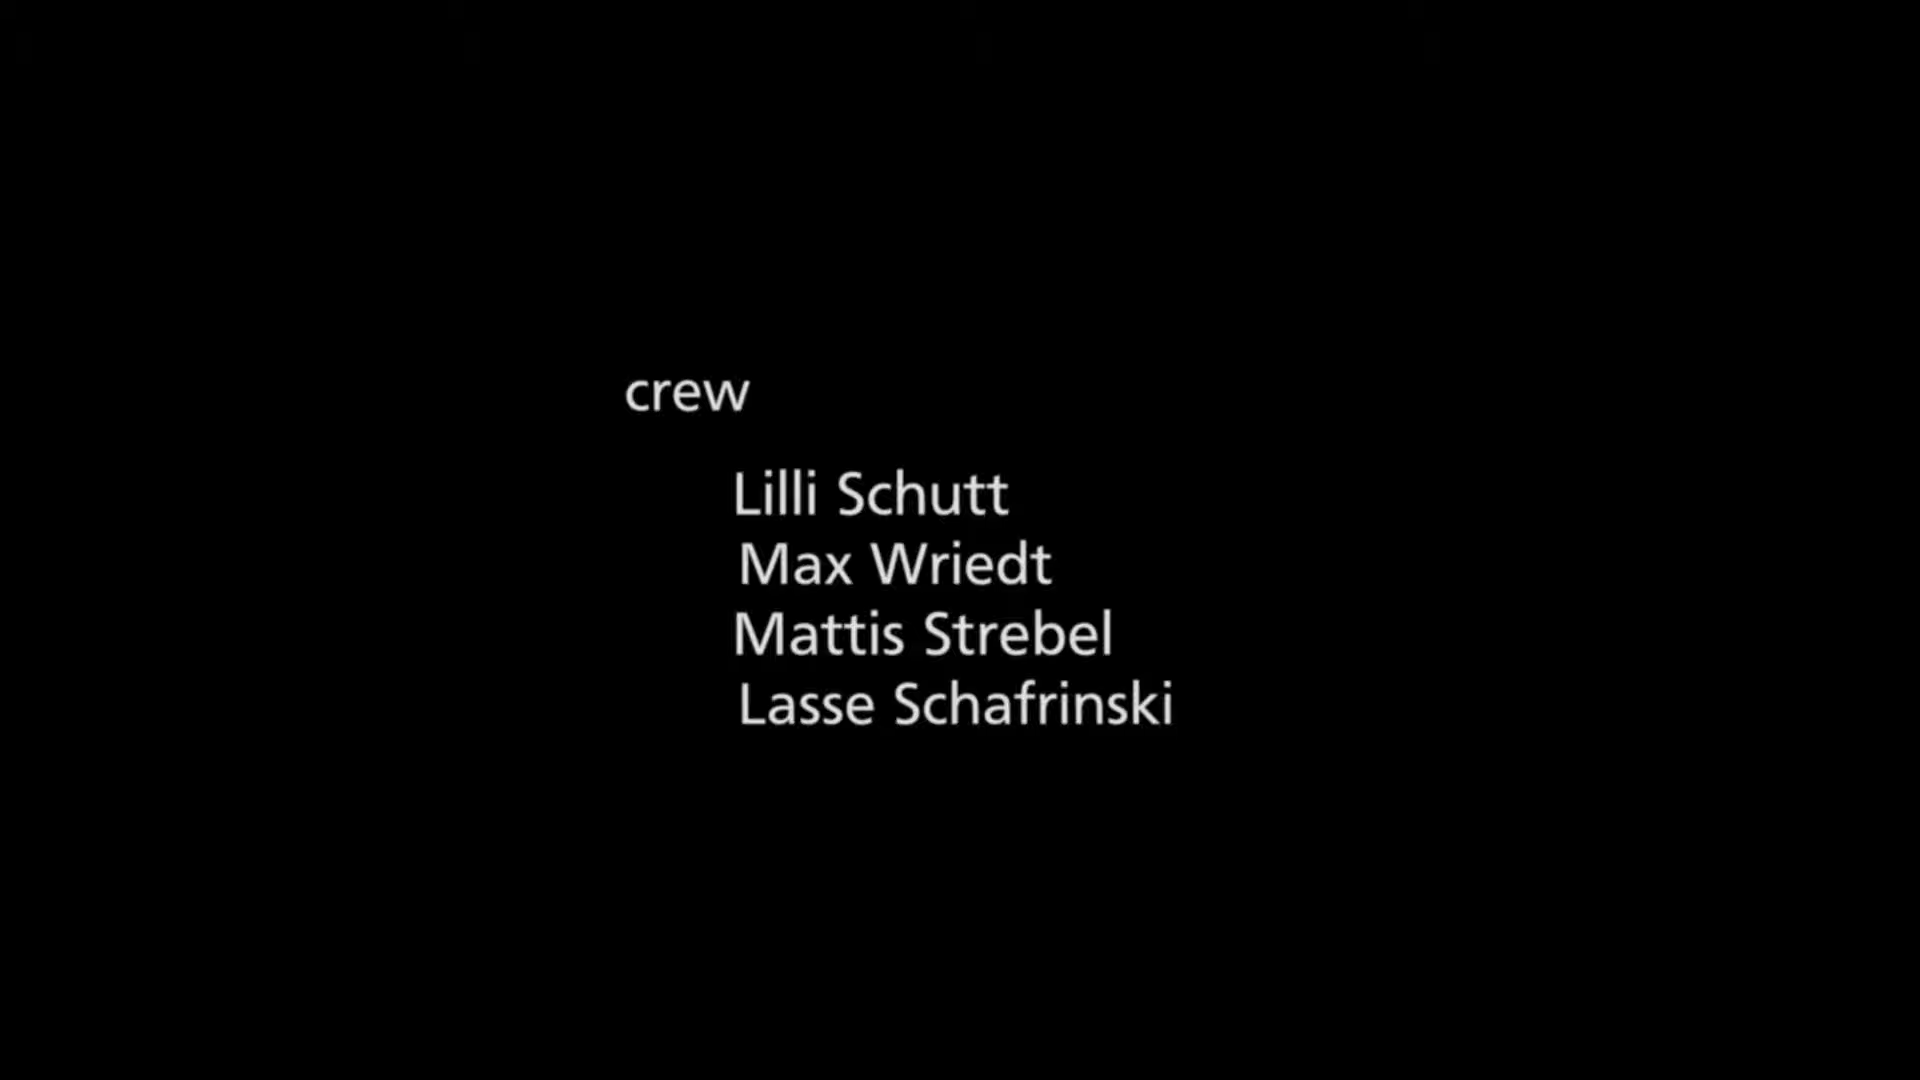 crew
Lilli Schutt
Max Wriedt
Mattis Strebel
Lasse Schafrinski